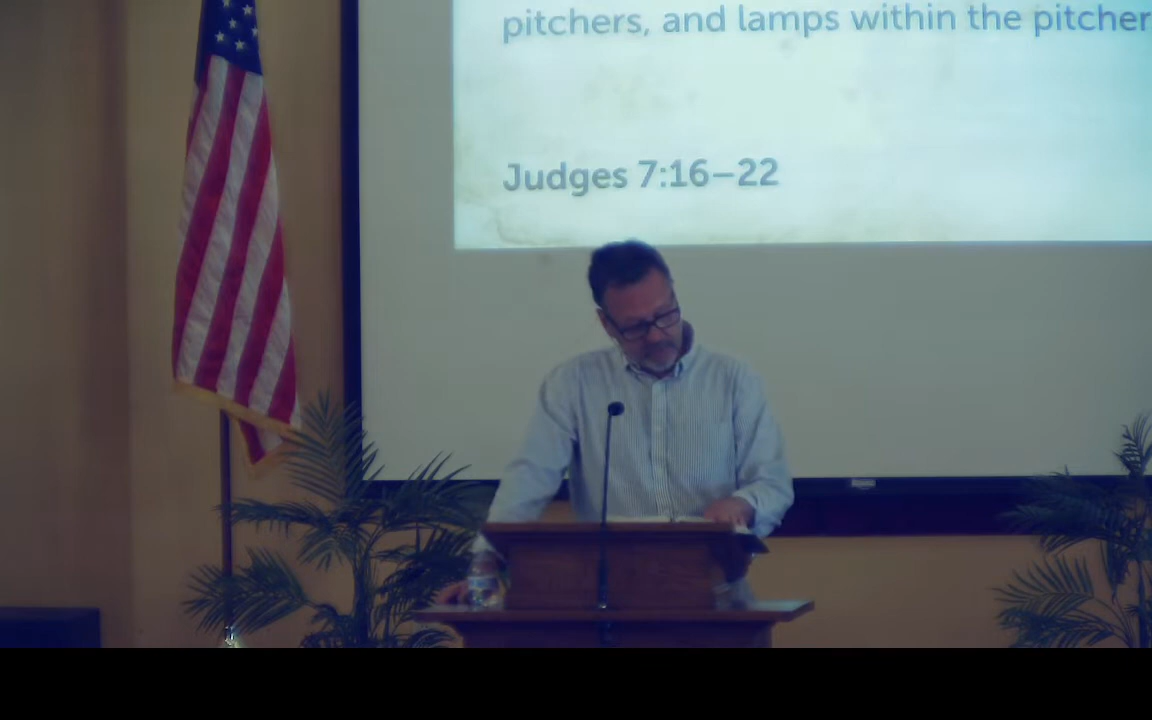 pitchers, and lamps within the pitcher
Judges 7:16–22